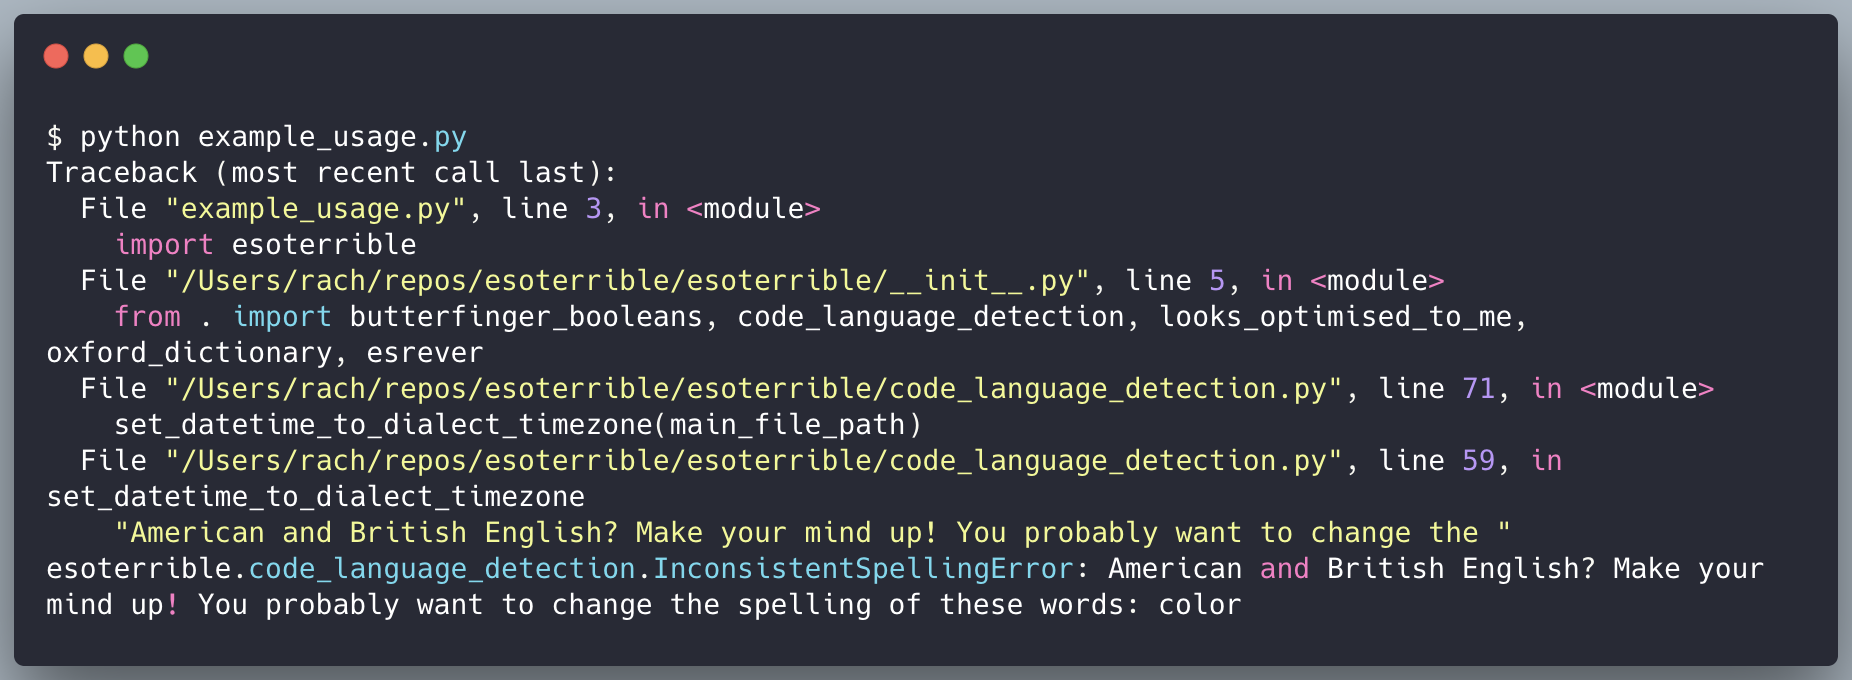 $ python example_usage.py
Traceback (most recent call last):
  File "example_usage.py", line 3, in <module>
    import esoterrible
  File "/Users/rach/repos/esoterrible/esoterrible/__init__.py", line 5, in <module>
    from . import butterfinger_booleans, code_language_detection, looks_optimised_to_me,
oxford_dictionary, esrever
  File "/Users/rach/repos/esoterrible/esoterrible/code_language_detection.py", line 71, in <module>
    set_datetime_to_dialect_timezone(main_file_path)
  File "/Users/rach/repos/esoterrible/esoterrible/code_language_detection.py", line 59, in
set_datetime_to_dialect_timezone
    "American and British English? Make your mind up! You probably want to change the "
esoterrible.code_language_detection.InconsistentSpellingError: American and British English? Make your
mind up! You probably want to change the spelling of these words: color